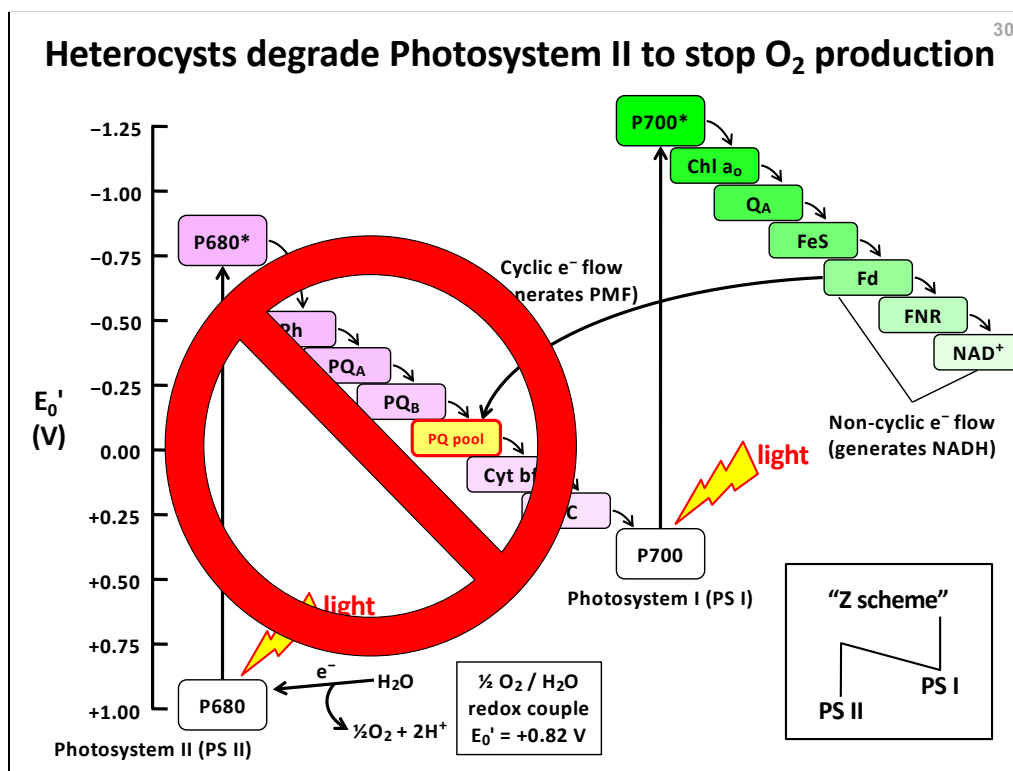 30
Heterocysts degrade Photosystem II to stop O₂ production
E₀'
(V)
−1.25
−1.00
−0.75
−0.50
−0.25
0.00
+0.25
+0.50
+0.75
+1.00
P680*
Ph
PQA
PQB
PQ pool
Cyt bf
C
P700*
Chl a₀
QA
FeS
Fd
FNR
NAD⁺
Cyclic e⁻ flow
nerates PMF)
Non-cyclic e⁻ flow
(generates NADH)
light
P700
Photosystem I (PS I)
light
P680
Photosystem II (PS II)
e⁻
H₂O
½O₂ + 2H⁺
½ O₂ / H₂O
redox couple
E₀' = +0.82 V
“Z scheme”
PS I
PS II